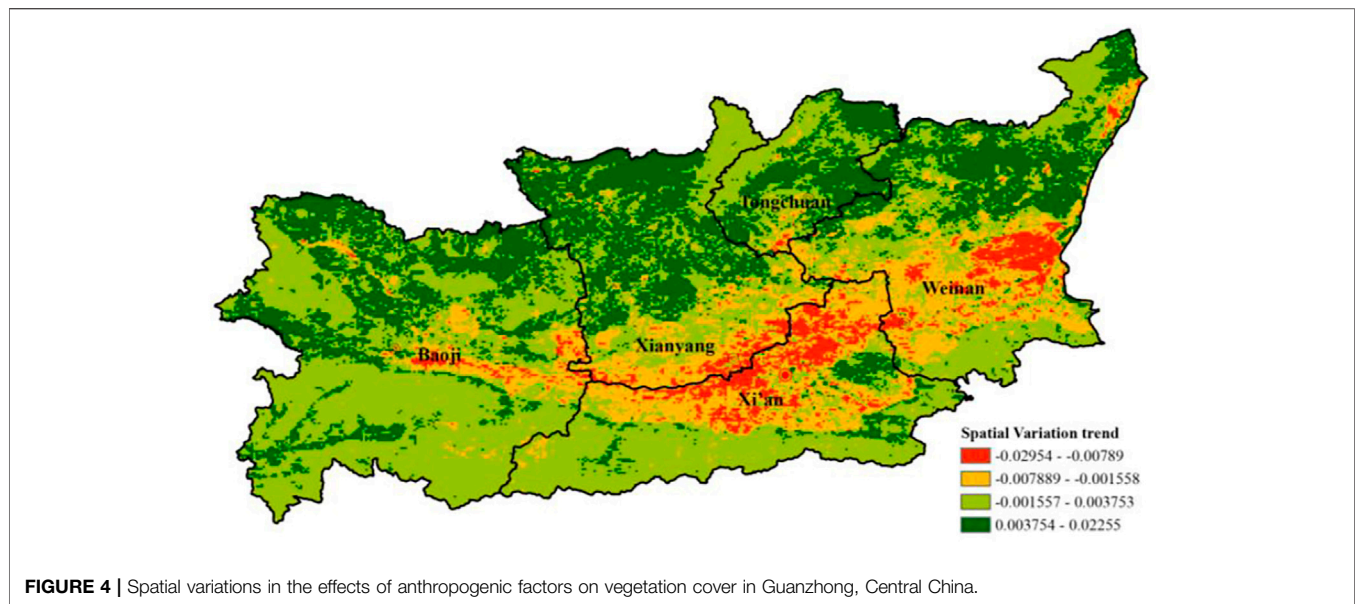 Tongchuan
Weinan
Xianyang
Baoji
Xi'an
Spatial Variation trend
-0.02954 - -0.00789
-0.007889 - -0.001558
-0.001557 - 0.003753
0.003754 - 0.02255
FIGURE 4 | Spatial variations in the effects of anthropogenic factors on vegetation cover in Guanzhong, Central China.